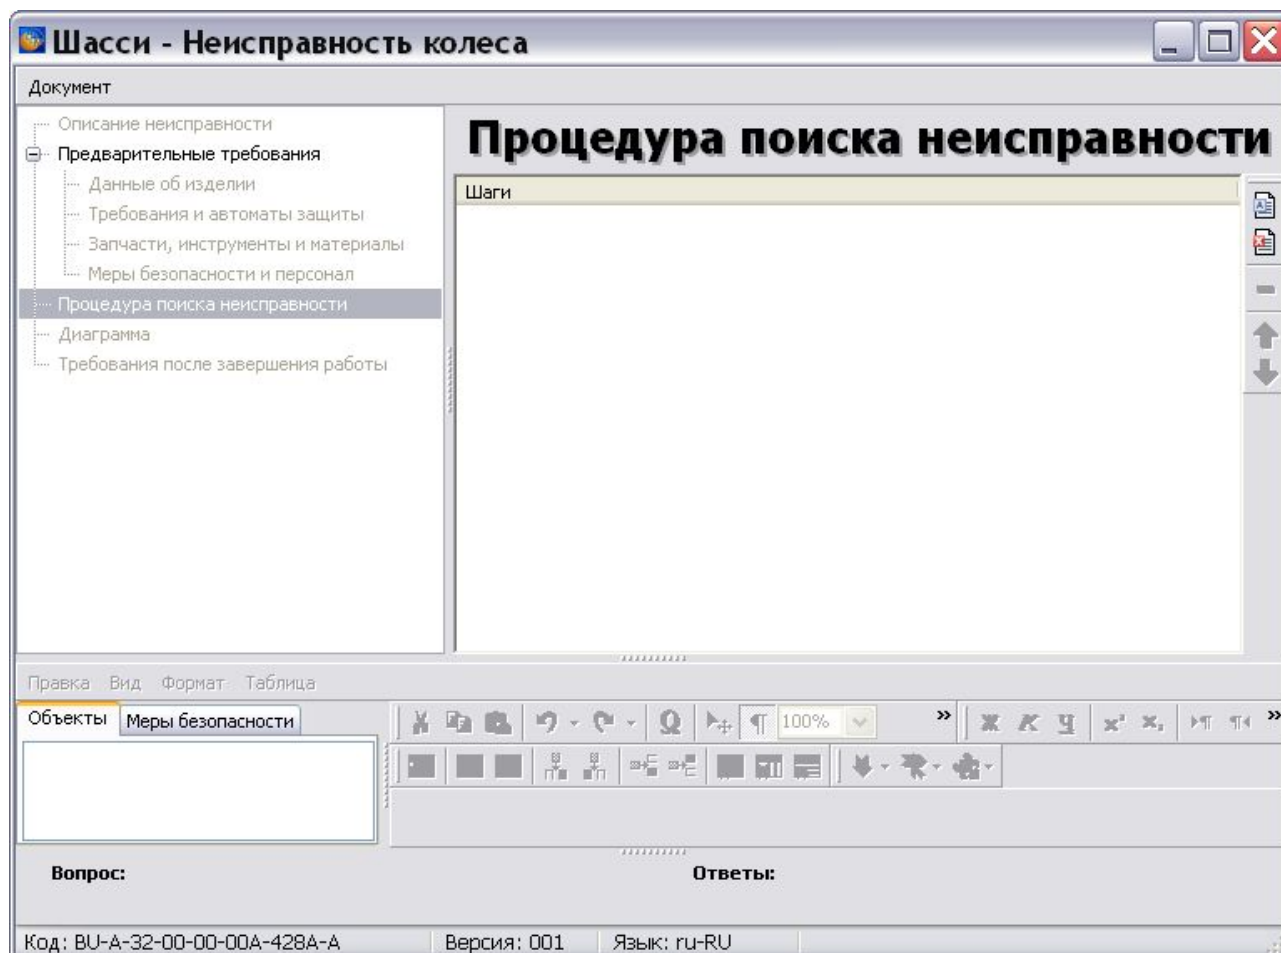 Шасси - Неисправность колеса
Документ
Описание неисправности
Предварительные требования
Данные об изделии
Требования и автоматы защиты
Запчасти, инструменты и материалы
Меры безопасности и персонал
Процедура поиска неисправности
Диаграмма
Требования после завершения работы
Процедура поиска неисправности
Шаги
Правка Вид Формат Таблица
Объекты Меры безопасности
100% » Ж К Ч x² x₂ »
Вопрос: Ответы:
Код: BU-A-32-00-00-00A-428A-A Версия: 001 Язык: ru-RU